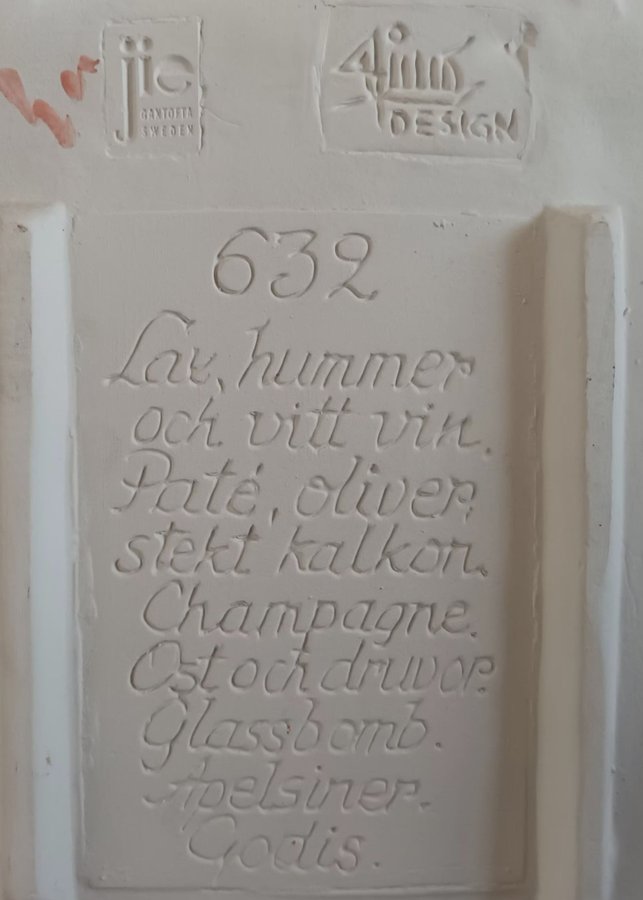 jie
GANTOFTA
SWEDEN
DESIGN
632
Lax, hummer
och vitt vin.
Paté, oliver,
stekt kalkon.
Champagne.
Ost och druvor.
Glassbomb.
Apelsiner.
Godis.